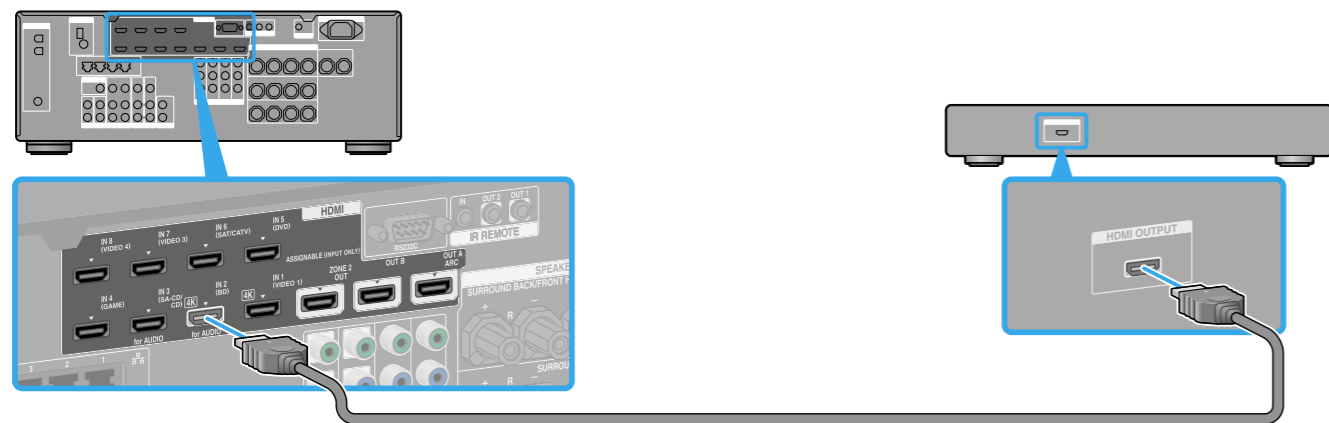 HDMI
IN 8
(VIDEO 4)
IN 7
(VIDEO 3)
IN 6
(SAT/CATV)
IN 5
(DVD)
ASSIGNABLE (INPUT ONLY)
IN 4
(GAME)
IN 3
(SA-CD/
CD)
for AUDIO
4K
IN 2
(BD)
for AUDIO
4K
IN 1
(VIDEO 1)
ZONE 2
OUT
OUT B
OUT A
ARC
RS232C
IN
OUT 2
OUT 1
IR REMOTE
SURROUND BACK/FRONT
R
R
3
2
1
HDMI OUTPUT